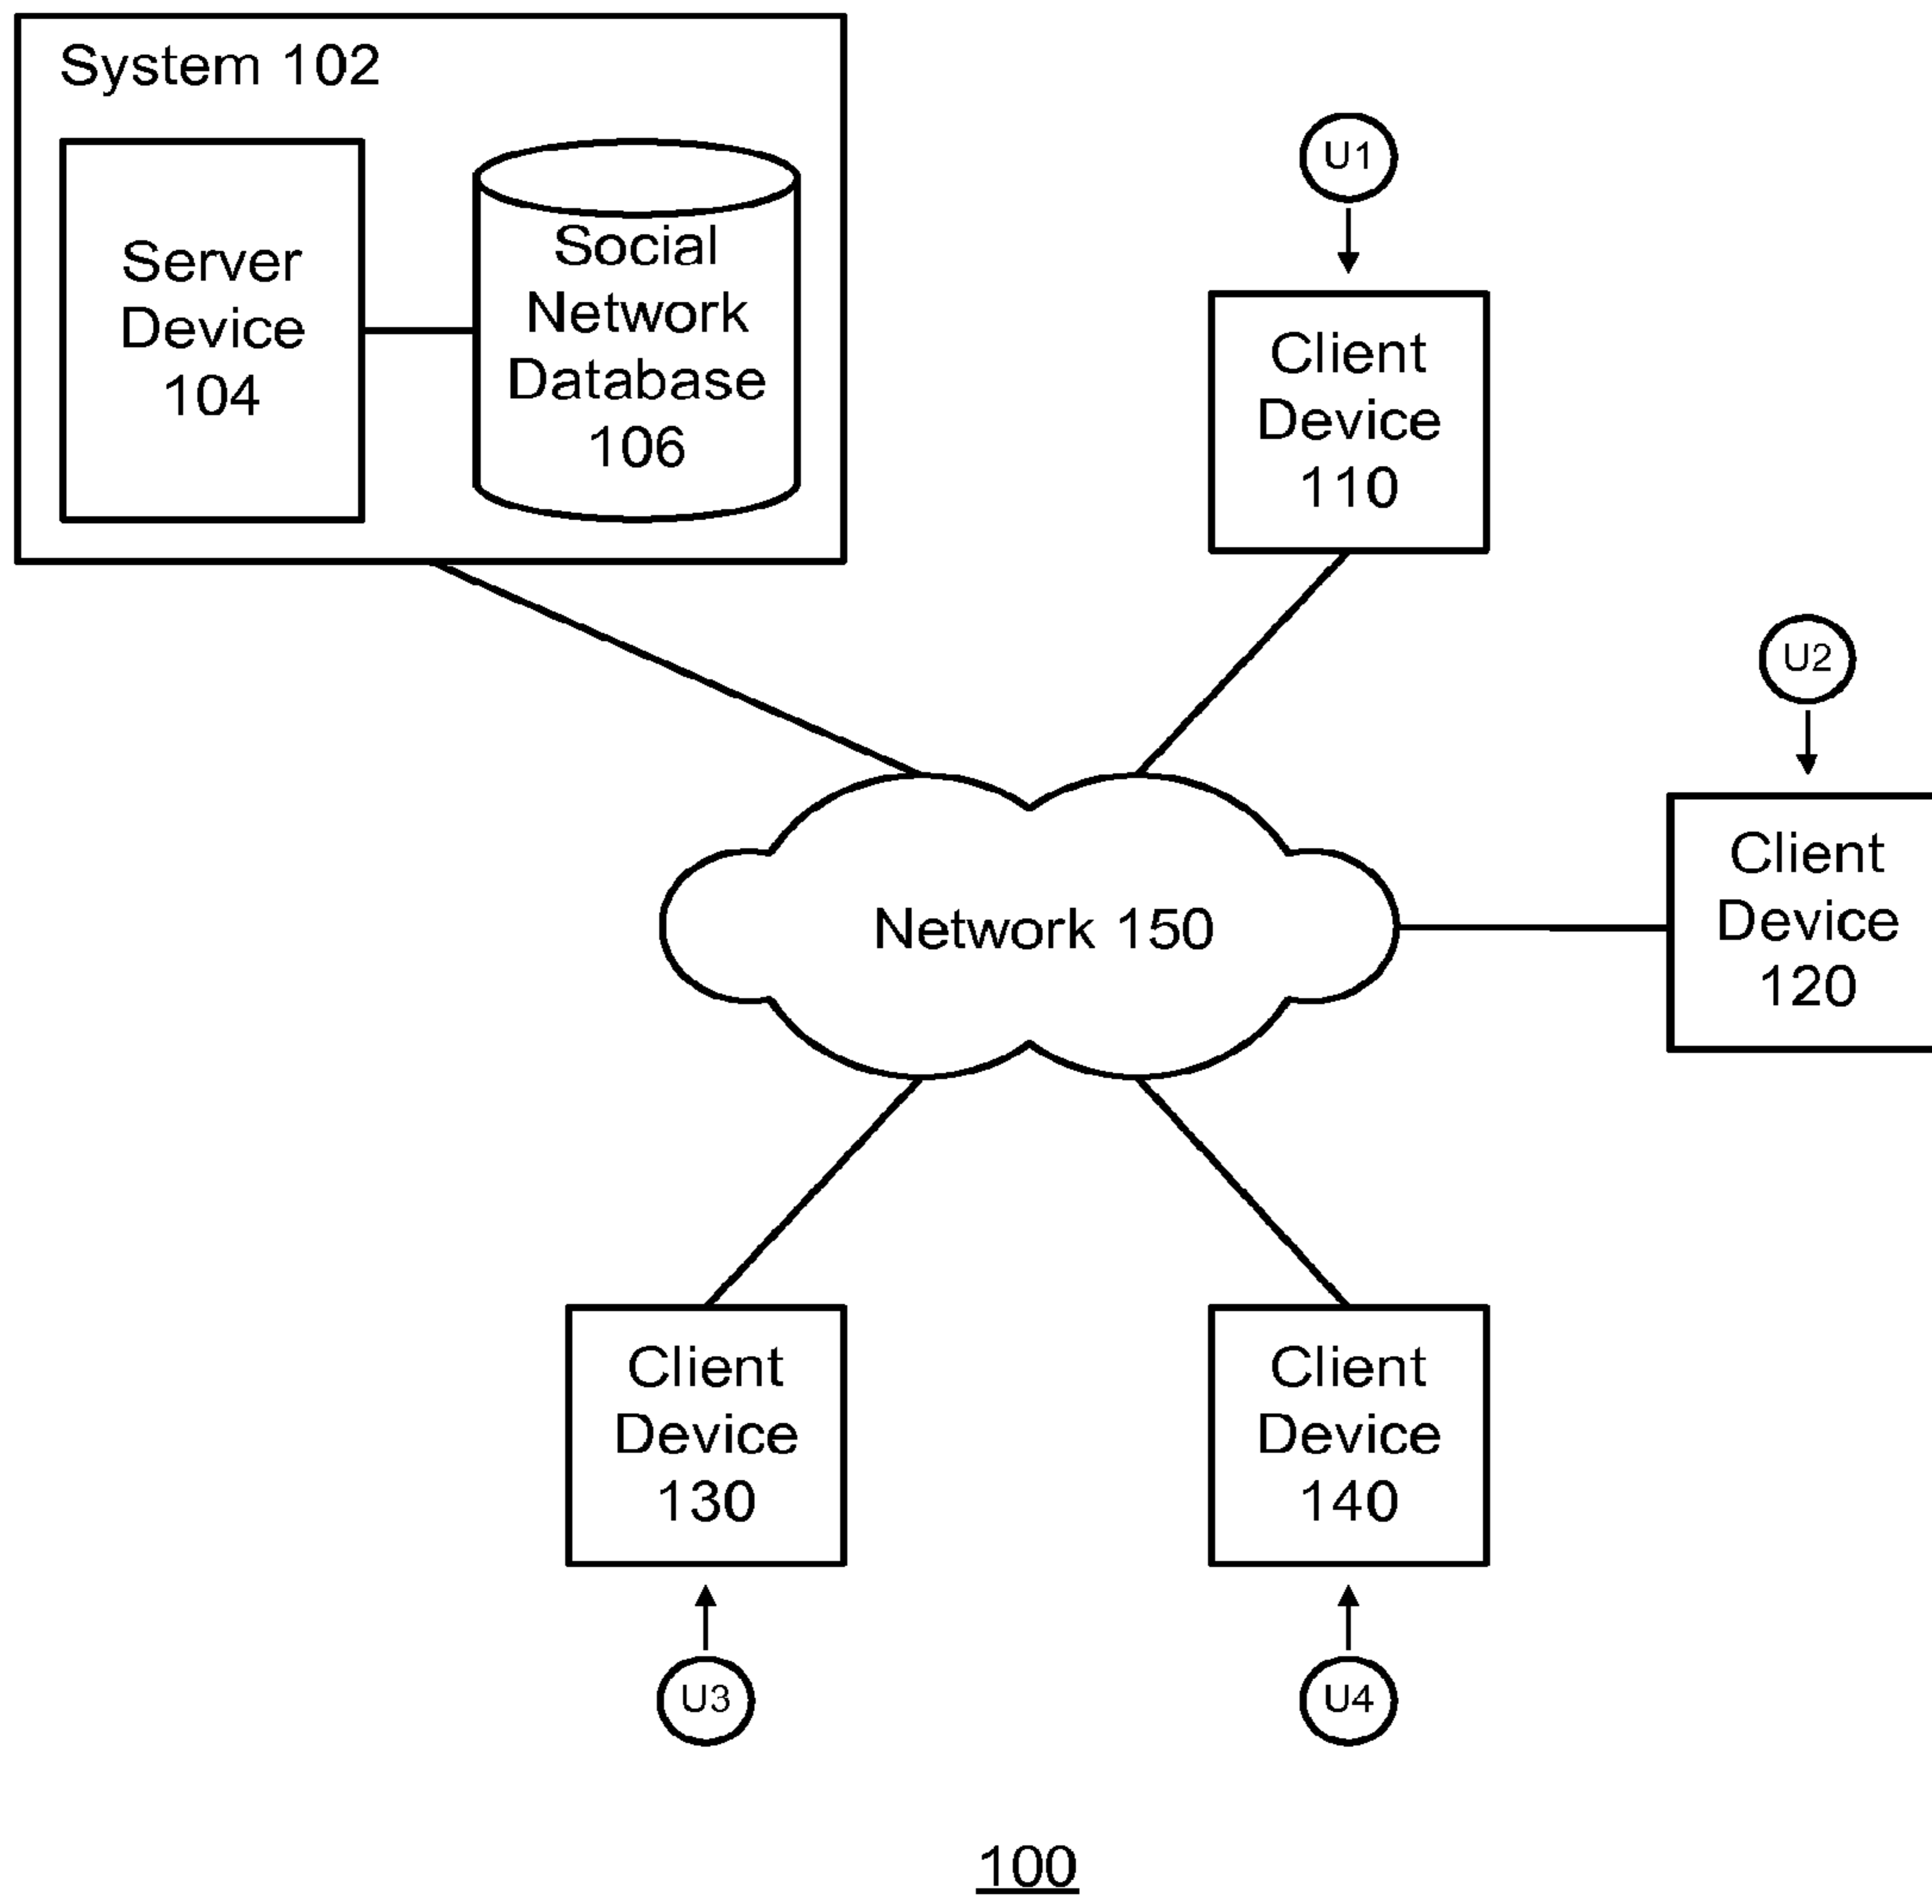 System 102
Server
Device
104
Social
Network
Database
106
U1
Client
Device
110
U2
Client
Device
120
Network 150
Client
Device
130
Client
Device
140
U3
U4
100